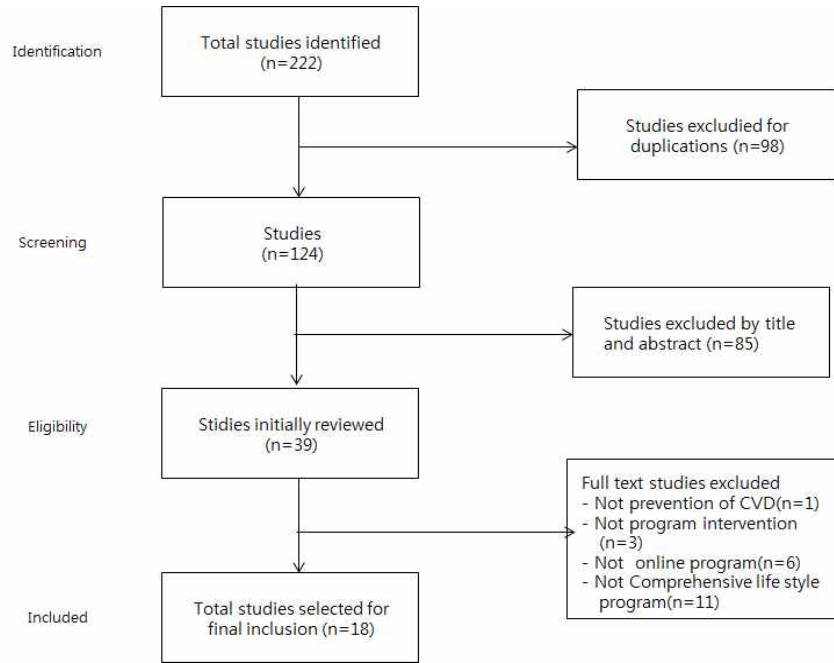 Identification
Total studies identified
(n=222)
Studies excludied for
duplications (n=98)
Screening
Studies
(n=124)
Studies excluded by title
and abstract (n=85)
Eligibility
Stidies initially reviewed
(n=39)
Full text studies excluded
- Not prevention of CVD(n=1)
- Not program intervention
(n=3)
- Not online program(n=6)
- Not Comprehensive life style
program(n=11)
Included
Total studies selected for
final inclusion (n=18)